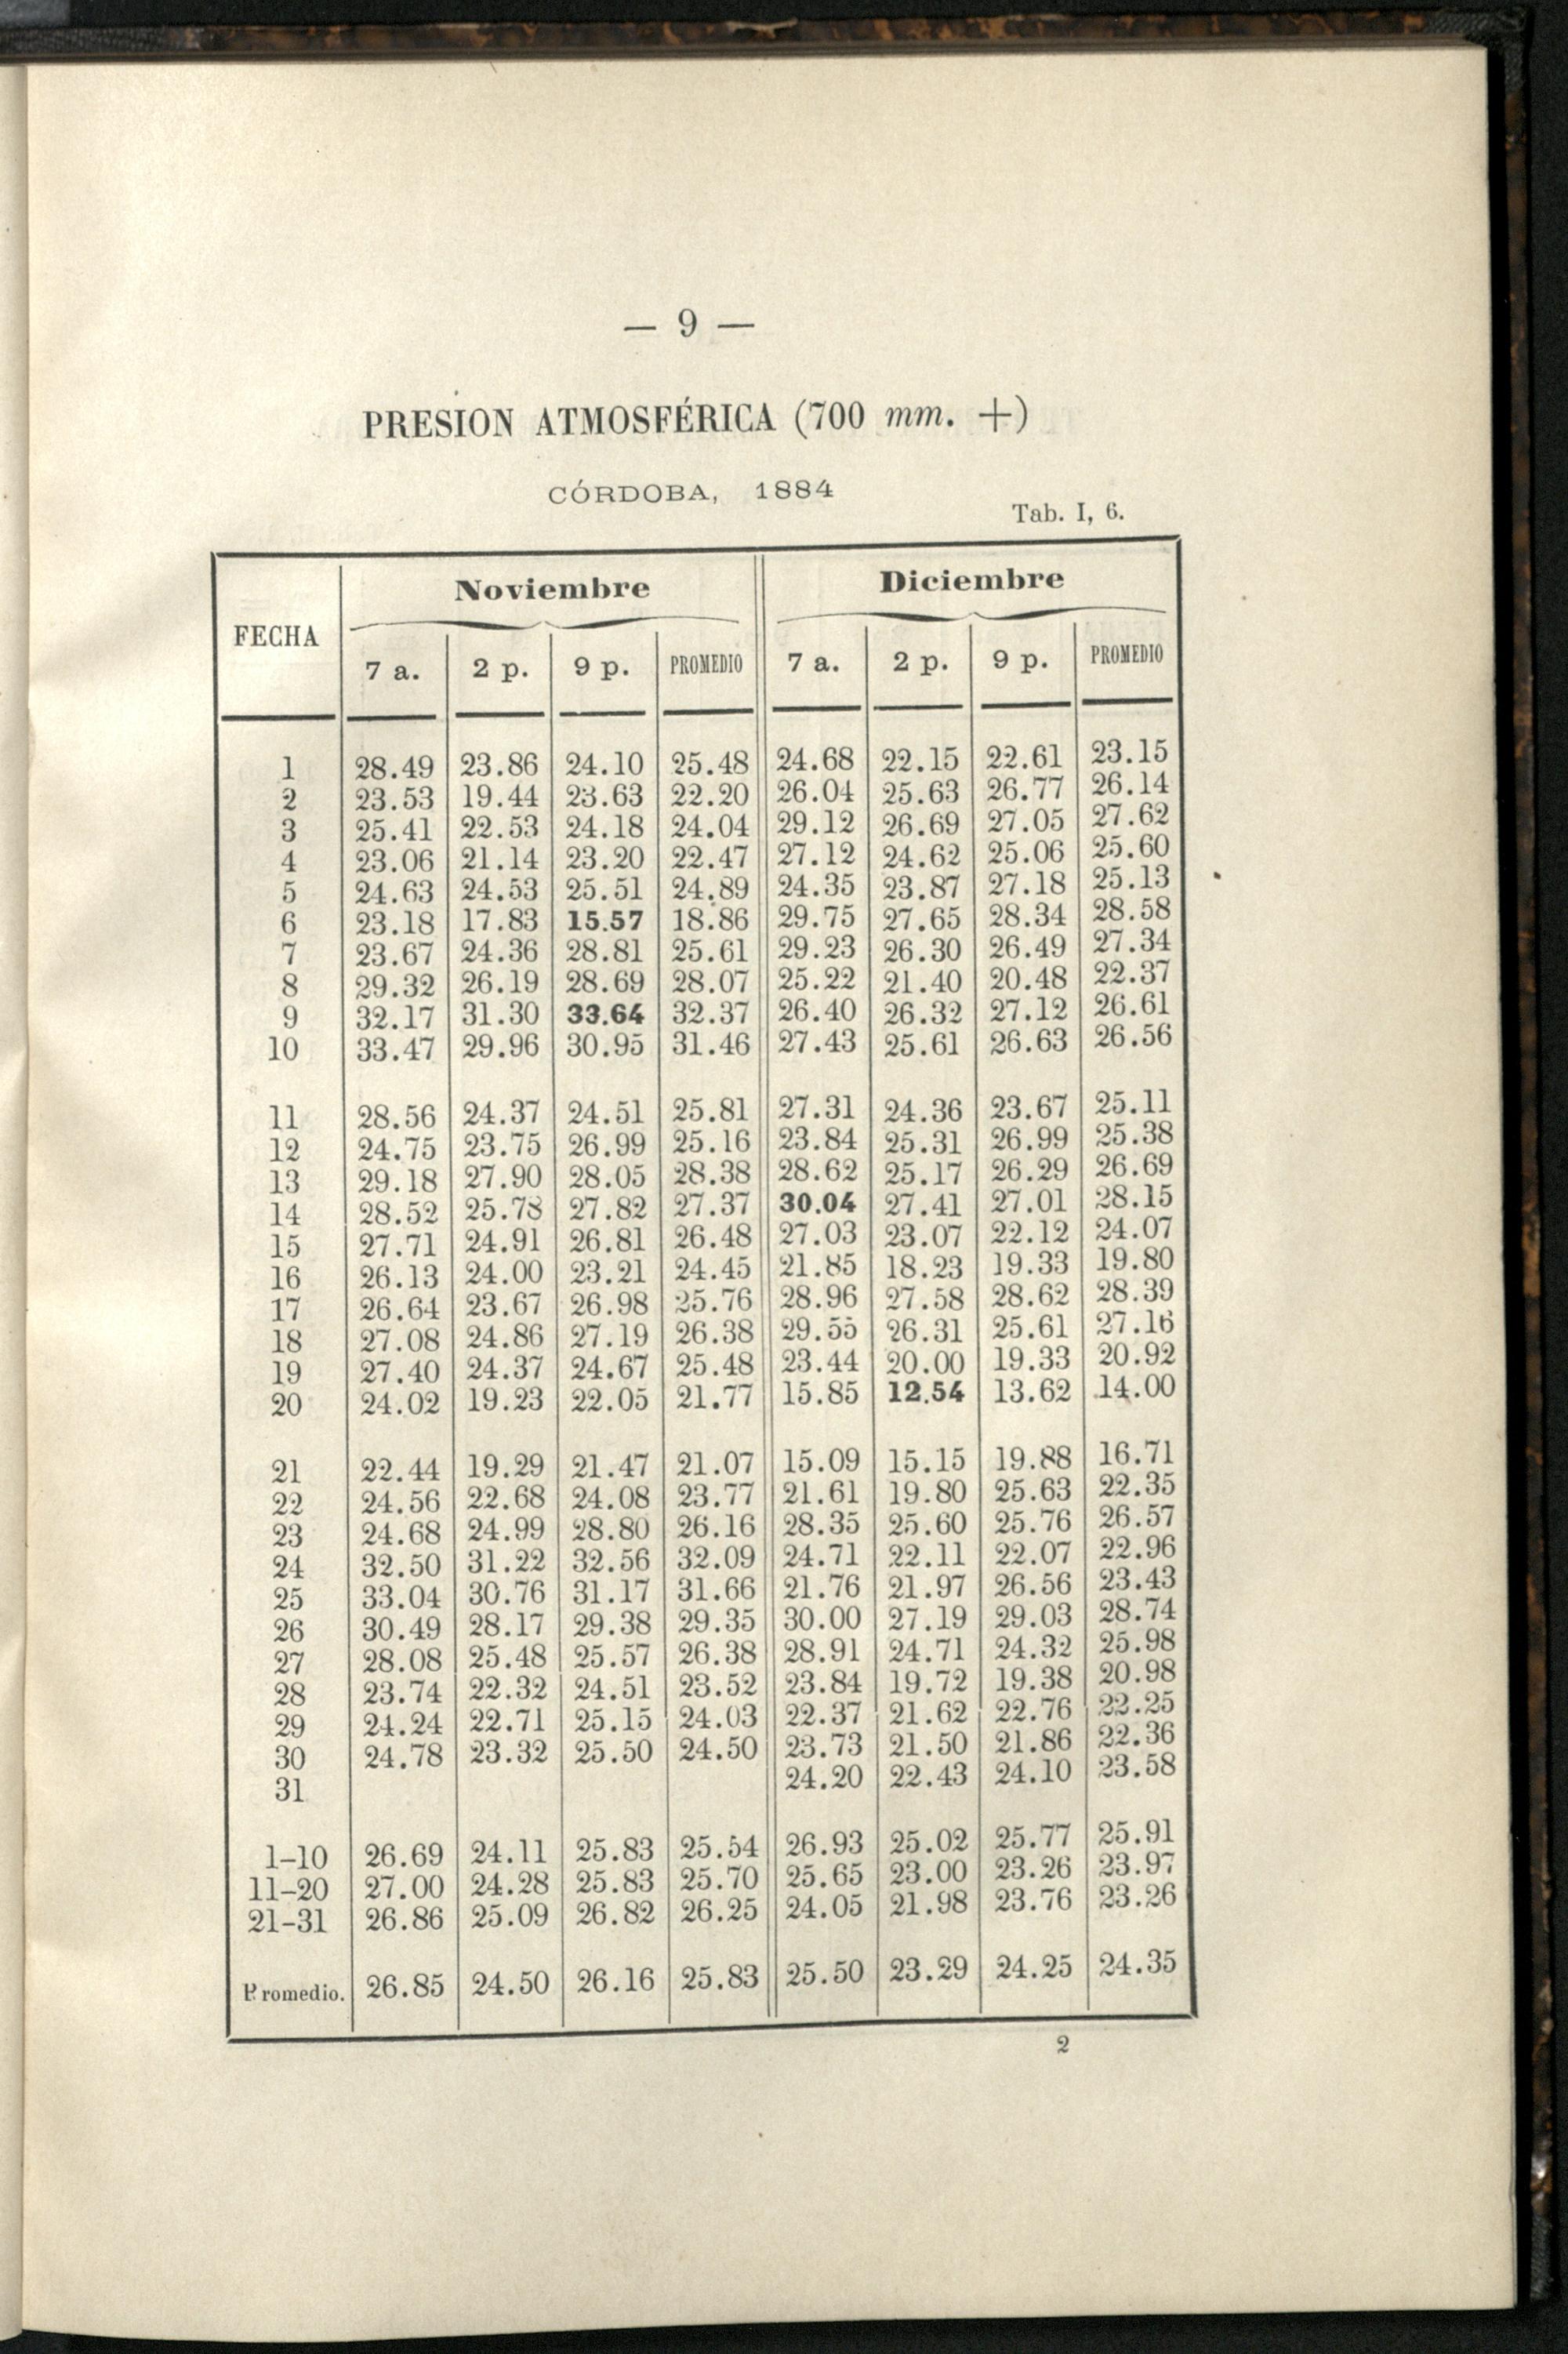 — 9 —
PRESION ATMOSFÉRICA (700 mm. +)
CÓRDOBA, 1884
Tab. I, 6.
FECHA Noviembre Diciembre
7 a. 2 p. 9 p. PROMEDIO 7 a. 2 p. 9 p. PROMEDIO
1 28.49 23.86 24.10 25.48 24.68 22.15 22.61 23.15
2 23.53 19.44 23.63 22.20 26.04 25.63 26.77 26.14
3 25.41 22.53 24.18 24.04 29.12 26.69 27.05 27.62
4 23.06 21.14 23.20 22.47 27.12 24.62 25.06 25.60
5 24.63 24.53 25.51 24.89 24.35 23.87 27.18 25.13
6 23.18 17.83 15.57 18.86 29.75 27.65 28.34 28.58
7 23.67 24.36 28.81 25.61 29.23 26.30 26.49 27.34
8 29.32 26.19 28.69 28.07 25.22 21.40 20.48 22.37
9 32.17 31.30 33.64 32.37 26.40 26.32 27.12 26.61
10 33.47 29.96 30.95 31.46 27.43 25.61 26.63 26.56
11 28.56 24.37 24.51 25.81 27.31 24.36 23.67 25.11
12 24.75 23.75 26.99 25.16 23.84 25.31 26.99 25.38
13 29.18 27.90 28.05 28.38 28.62 25.17 26.29 26.69
14 28.52 25.78 27.82 27.37 30.04 27.41 27.01 28.15
15 27.71 24.91 26.81 26.48 27.03 23.07 22.12 24.07
16 26.13 24.00 23.21 24.45 21.85 18.23 19.33 19.80
17 26.64 23.67 26.98 25.76 28.96 27.58 28.62 28.39
18 27.08 24.86 27.19 26.38 29.55 26.31 25.61 27.16
19 27.40 24.37 24.67 25.48 23.44 20.00 19.33 20.92
20 24.02 19.23 22.05 21.77 15.85 12.54 13.62 14.00
21 22.44 19.29 21.47 21.07 15.09 15.15 19.88 16.71
22 24.56 22.68 24.08 23.77 21.61 19.80 25.63 22.35
23 24.68 24.99 28.80 26.16 28.35 25.60 25.76 26.57
24 32.50 31.22 32.56 32.09 24.71 22.11 22.07 22.96
25 33.04 30.76 31.17 31.66 21.76 21.97 26.56 23.43
26 30.49 28.17 29.38 29.35 30.00 27.19 29.03 28.74
27 28.08 25.48 25.57 26.38 28.91 24.71 24.32 25.98
28 23.74 22.32 24.51 23.52 23.84 19.72 19.38 20.98
29 24.24 22.71 25.15 24.03 22.37 21.62 22.76 22.25
30 24.78 23.32 25.50 24.50 23.73 21.50 21.86 22.36
31 24.20 22.43 24.10 23.58
1–10 26.69 24.11 25.83 25.54 26.93 25.02 25.77 25.91
11–20 27.00 24.28 25.83 25.70 25.65 23.00 23.26 23.97
21–31 26.86 25.09 26.82 26.25 24.05 21.98 23.76 23.26
Promedio. 26.85 24.50 26.16 25.83 25.50 23.29 24.25 24.35
2